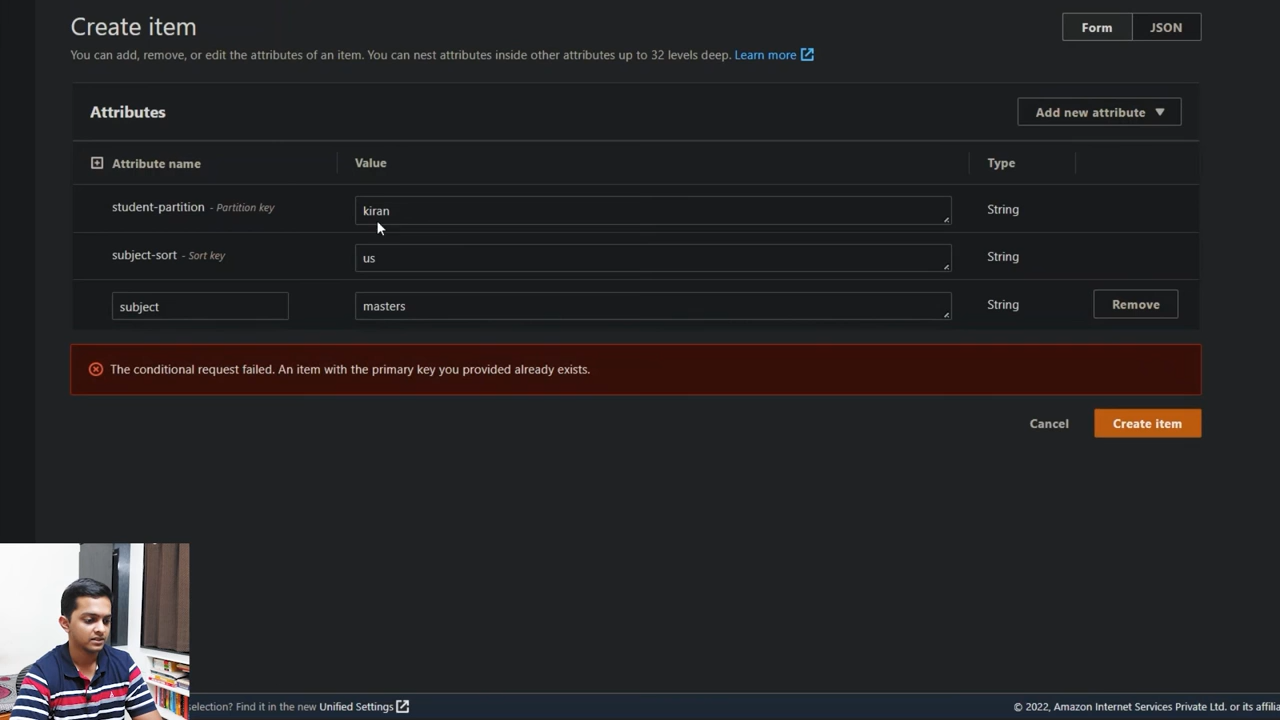 Create item
Form
JSON
You can add, remove, or edit the attributes of an item. You can nest attributes inside other attributes up to 32 levels deep. Learn more
Attributes
Add new attribute
Attribute name
Value
Type
student-partition - Partition key
kiran
String
subject-sort - Sort key
us
String
subject
masters
String
Remove
The conditional request failed. An item with the primary key you provided already exists.
Cancel
Create item
selection? Find it in the new Unified Settings
© 2022, Amazon Internet Services Private Ltd. or its affilia